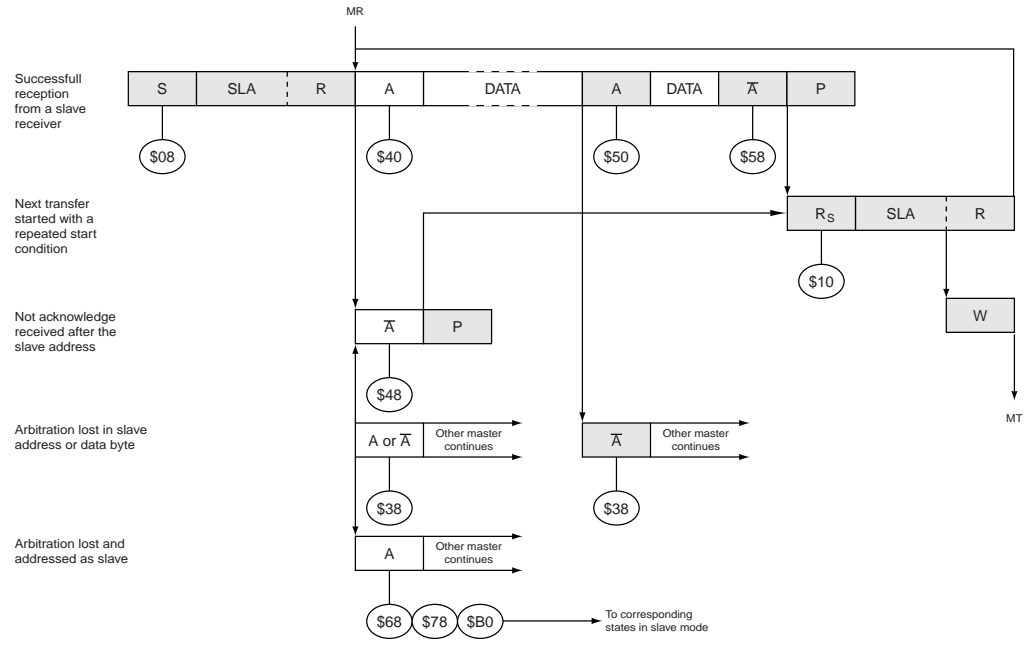 MR
Successfull
reception
from a slave
receiver
S SLA R A DATA A DATA A̅ P
$08 $40 $50 $58
Next transfer
started with a
repeated start
condition
RS SLA R
$10
Not acknowledge
received after the
slave address
A̅ P
W
$48
MT
Arbitration lost in slave
address or data byte
A or A̅ Other master
continues
A̅ Other master
continues
$38 $38
Arbitration lost and
addressed as slave
A Other master
continues
$68 $78 $B0 To corresponding
states in slave mode